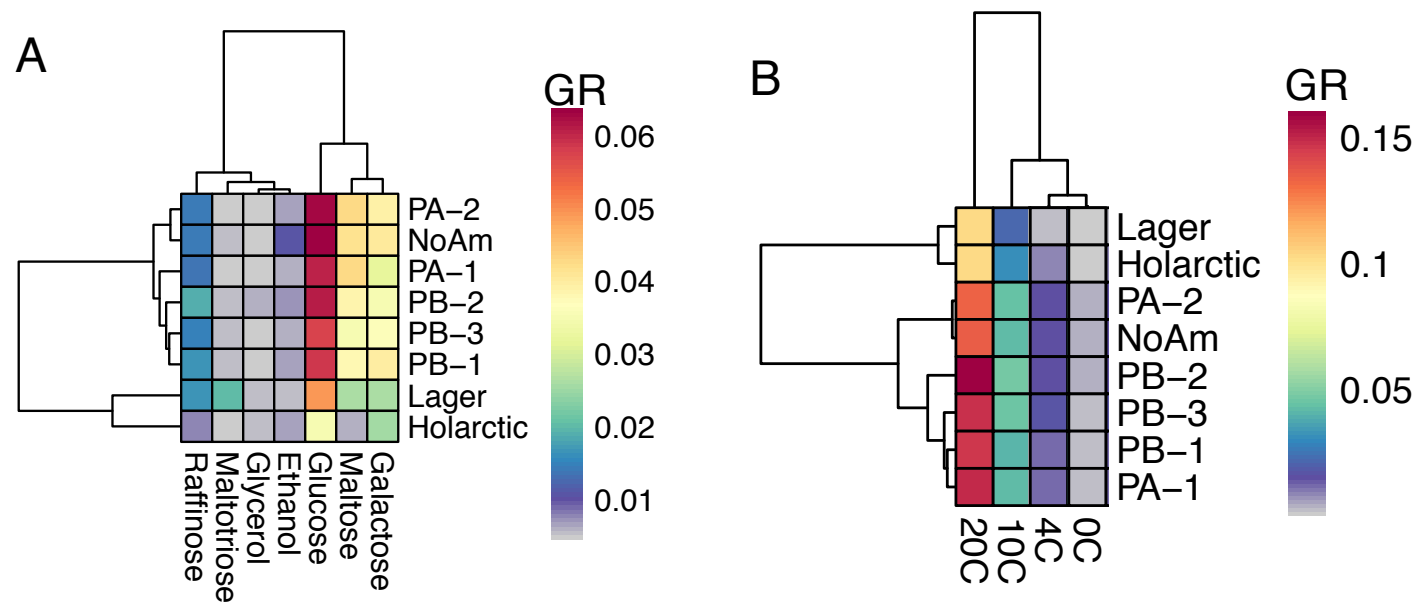 A
GR
0.06
0.05
0.04
0.03
0.02
0.01
PA−2
NoAm
PA−1
PB−2
PB−3
PB−1
Lager
Holarctic
Raffinose
Maltotriose
Glycerol
Ethanol
Glucose
Maltose
Galactose
B
GR
0.15
0.1
0.05
Lager
Holarctic
PA−2
NoAm
PB−2
PB−3
PB−1
PA−1
20C
10C
4C
0C